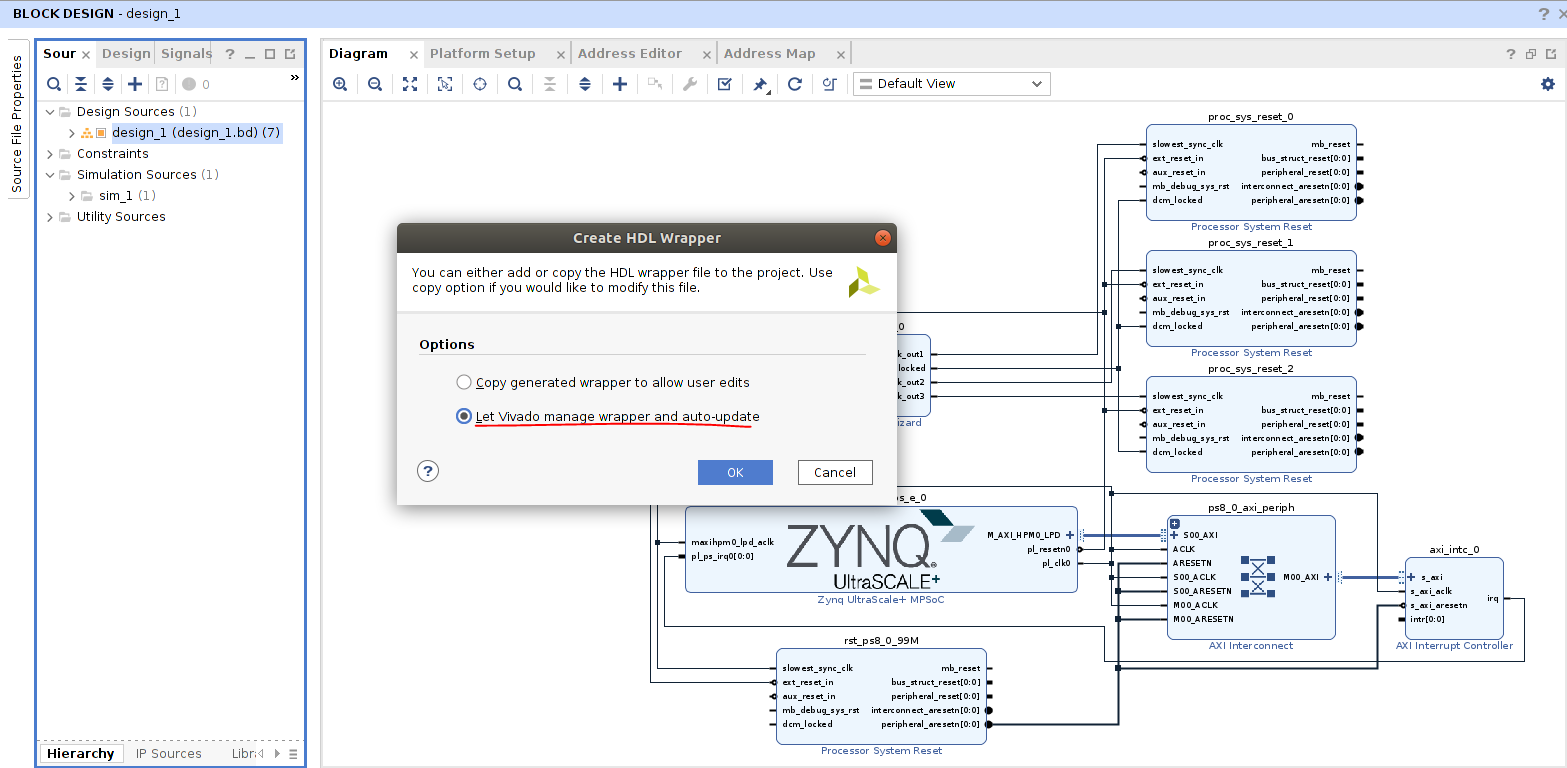 BLOCK DESIGN - design_1
?
Source File Properties
Sour
Design
Signals
?
0
»
Design Sources (1)
design_1 (design_1.bd) (7)
Constraints
Simulation Sources (1)
sim_1 (1)
Utility Sources
Hierarchy
IP Sources
Diagram
Platform Setup
Address Editor
Address Map
?
Default View
Create HDL Wrapper
You can either add or copy the HDL wrapper file to the project. Use
copy option if you would like to modify this file.
Options
Copy generated wrapper to allow user edits
Let Vivado manage wrapper and auto-update
?
OK
Cancel
proc_sys_reset_0
slowest_sync_clk mb_reset
ext_reset_in bus_struct_reset[0:0]
aux_reset_in peripheral_reset[0:0]
mb_debug_sys_rst interconnect_aresetn[0:0]
dcm_locked peripheral_aresetn[0:0]
Processor System Reset
proc_sys_reset_1
slowest_sync_clk mb_reset
ext_reset_in bus_struct_reset[0:0]
aux_reset_in peripheral_reset[0:0]
mb_debug_sys_rst interconnect_aresetn[0:0]
dcm_locked peripheral_aresetn[0:0]
Processor System Reset
proc_sys_reset_2
slowest_sync_clk mb_reset
ext_reset_in bus_struct_reset[0:0]
aux_reset_in peripheral_reset[0:0]
mb_debug_sys_rst interconnect_aresetn[0:0]
dcm_locked peripheral_aresetn[0:0]
Processor System Reset
_0
k_out1
locked
k_out2
k_out3
izard
ps_e_0
maxihpm0_lpd_aclk
pl_ps_irq0[0:0]
ZYNQ
UltraSCALE+
M_AXI_HPM0_LPD
pl_resetn0
pl_clk0
Zynq UltraScale+ MPSoC
ps8_0_axi_periph
S00_AXI
ACLK
ARESETN
S00_ACLK
S00_ARESETN
M00_ACLK
M00_ARESETN
M00_AXI
AXI Interconnect
axi_intc_0
s_axi
s_axi_aclk
s_axi_aresetn
intr[0:0]
irq
AXI Interrupt Controller
rst_ps8_0_99M
slowest_sync_clk mb_reset
ext_reset_in bus_struct_reset[0:0]
aux_reset_in peripheral_reset[0:0]
mb_debug_sys_rst interconnect_aresetn[0:0]
dcm_locked peripheral_aresetn[0:0]
Processor System Reset